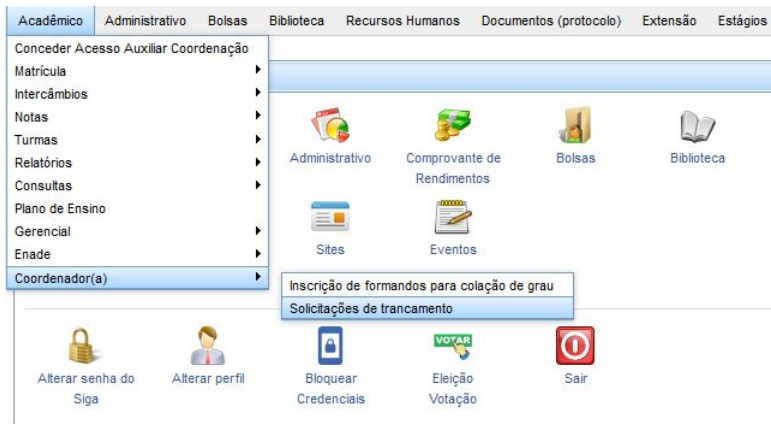 Acadêmico Administrativo Bolsas Biblioteca Recursos Humanos Documentos (protocolo) Extensão Estágios
Conceder Acesso Auxiliar Coordenação
Matrícula
Intercâmbios
Notas
Turmas
Relatórios
Consultas
Plano de Ensino
Gerencial
Enade
Coordenador(a)
Inscrição de formandos para colação de grau
Solicitações de trancamento
Administrativo
Comprovante de
Rendimentos
Bolsas
Biblioteca
Sites
Eventos
Alterar senha do
Siga
Alterar perfil
Bloquear
Credenciais
VOTAR
Eleição
Votação
Sair